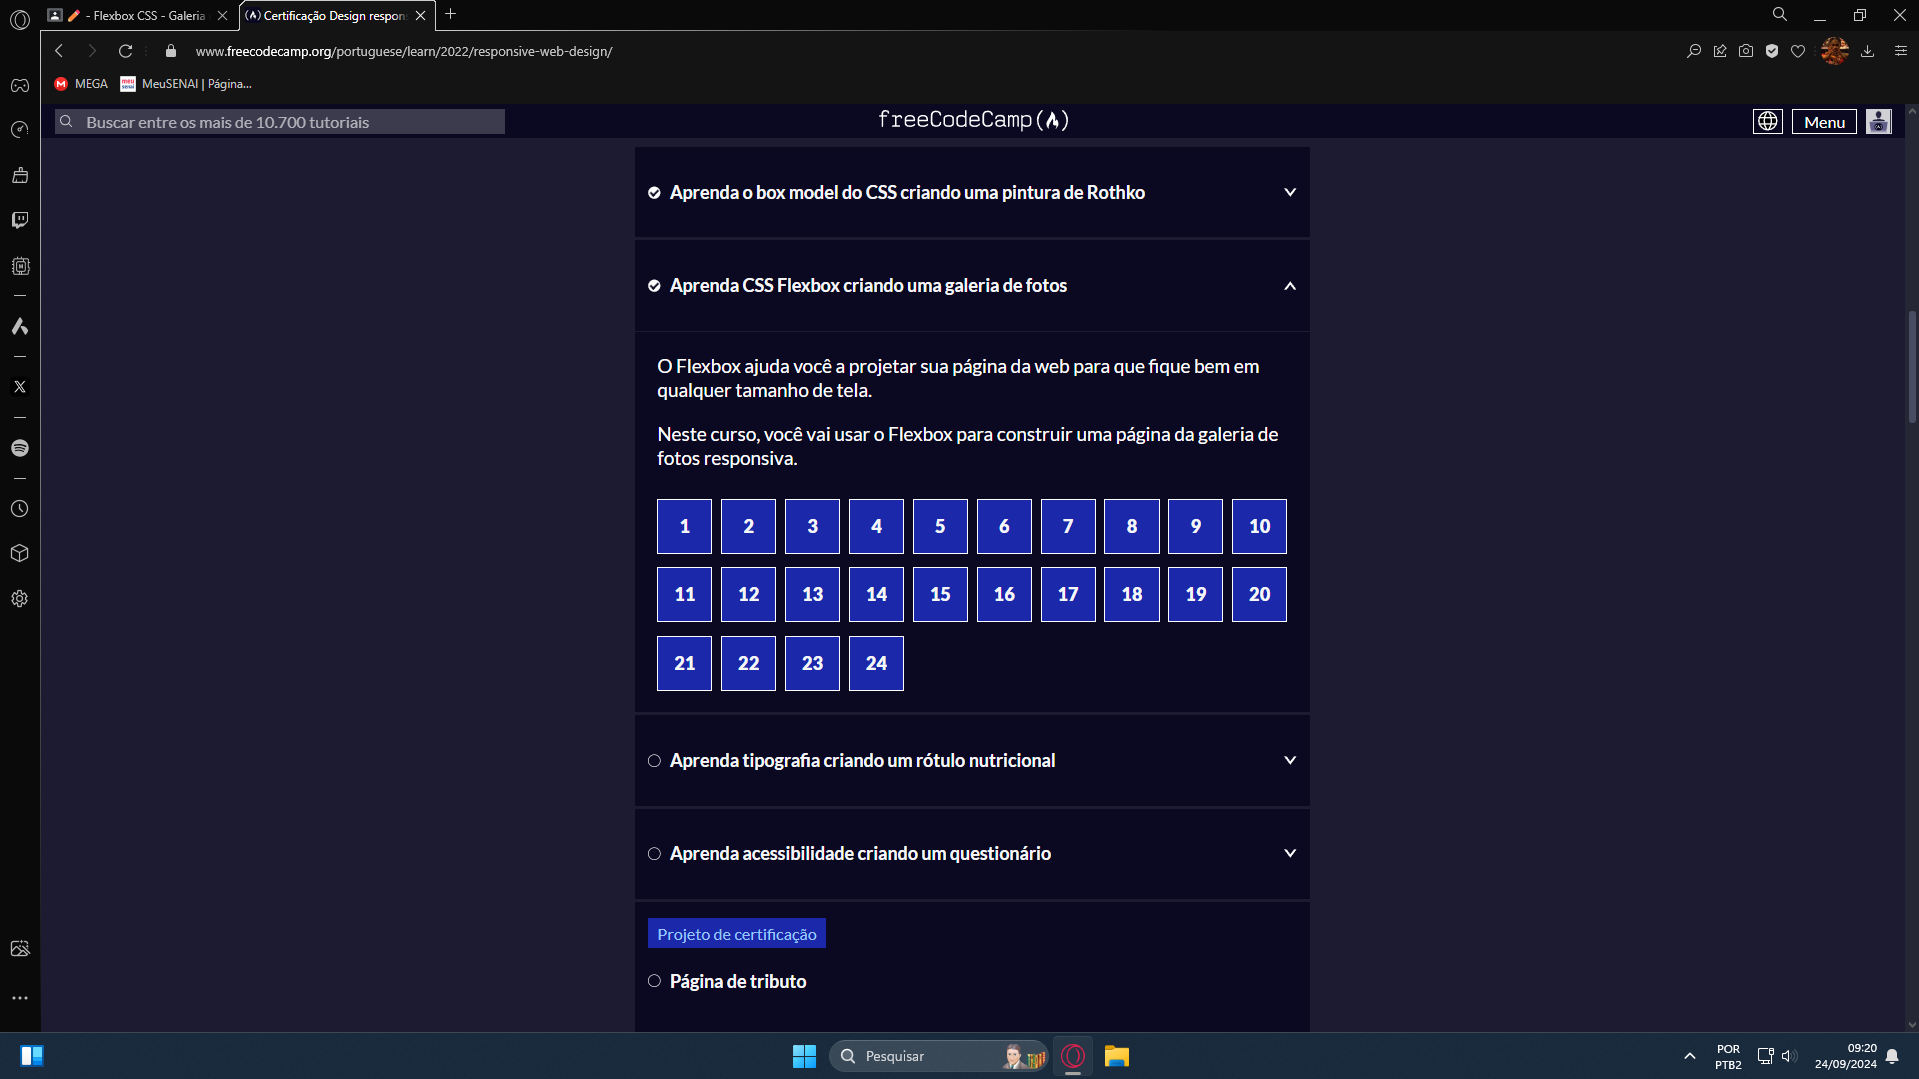 - Flexbox CSS - Galeria
Certificação Design respon
www.freecodecamp.org/portuguese/learn/2022/responsive-web-design/
MEGA
MeuSENAI | Página...
Buscar entre os mais de 10.700 tutoriais
freeCodeCamp
Menu
Aprenda o box model do CSS criando uma pintura de Rothko
Aprenda CSS Flexbox criando uma galeria de fotos
O Flexbox ajuda você a projetar sua página da web para que fique bem em
qualquer tamanho de tela.
Neste curso, você vai usar o Flexbox para construir uma página da galeria de
fotos responsiva.
1 2 3 4 5 6 7 8 9 10
11 12 13 14 15 16 17 18 19 20
21 22 23 24
Aprenda tipografia criando um rótulo nutricional
Aprenda acessibilidade criando um questionário
Projeto de certificação
Página de tributo
Pesquisar
POR
PTB2
09:20
24/09/2024